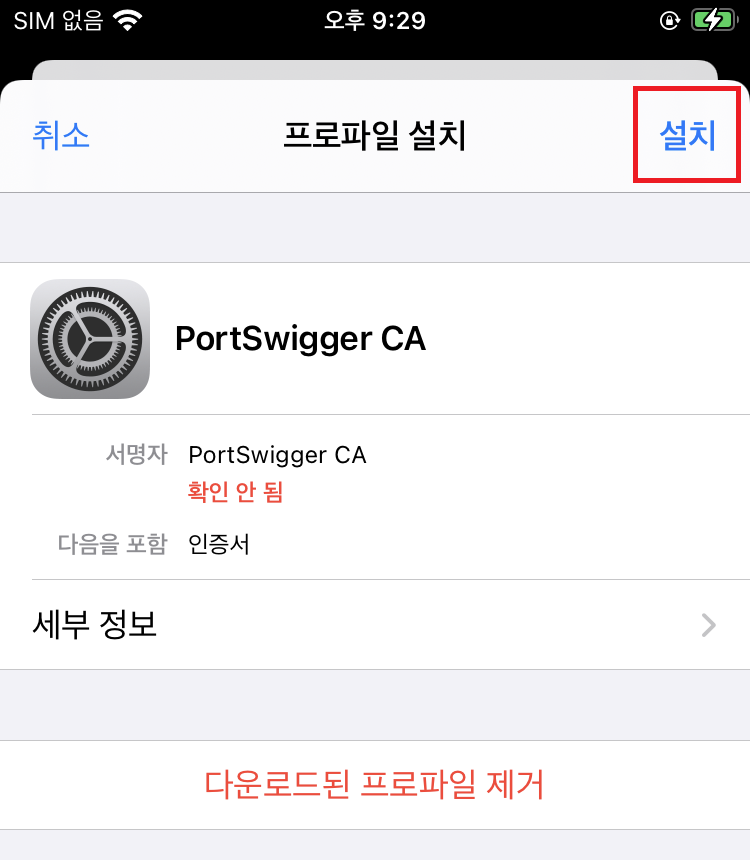 SIM 없음 오후 9:29
취소 프로파일 설치 설치
PortSwigger CA
서명자 PortSwigger CA
확인 안 됨
다음을 포함 인증서
세부 정보
다운로드된 프로파일 제거